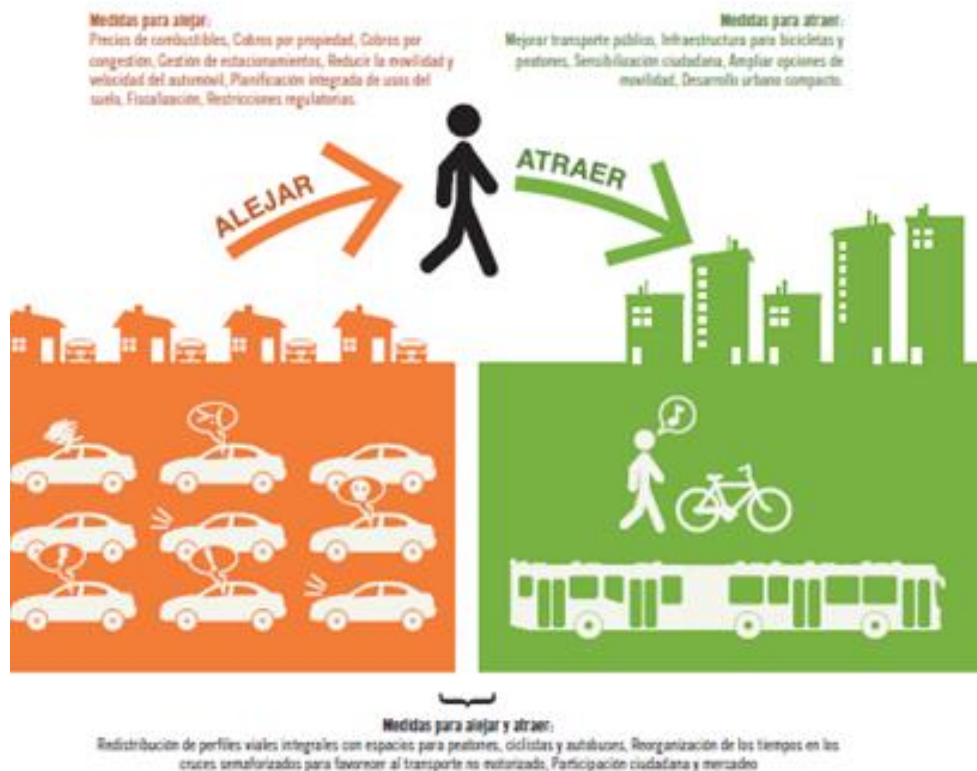 Medidas para alejar:
Precios de combustibles, Cobros por propiedad, Cobros por
congestión, Gestión de estacionamientos, Reducir la movilidad y
velocidad del automóvil, Planificación integrada de usos del
suelo, Fiscalización, Restricciones regulatorias.
Medidas para atraer:
Mejorar transporte público, Infraestructura para bicicletas y
peatones, Sensibilización ciudadana, Ampliar opciones de
movilidad, Desarrollo urbano compacto.
ALEJAR
ATRAER
Medidas para alejar y atraer:
Redistribución de perfiles viales integrales con espacios para peatones, ciclistas y autobuses, Reorganización de los tiempos en los
cruces semaforizados para favorecer al transporte no motorizado, Participación ciudadana y mercadeo